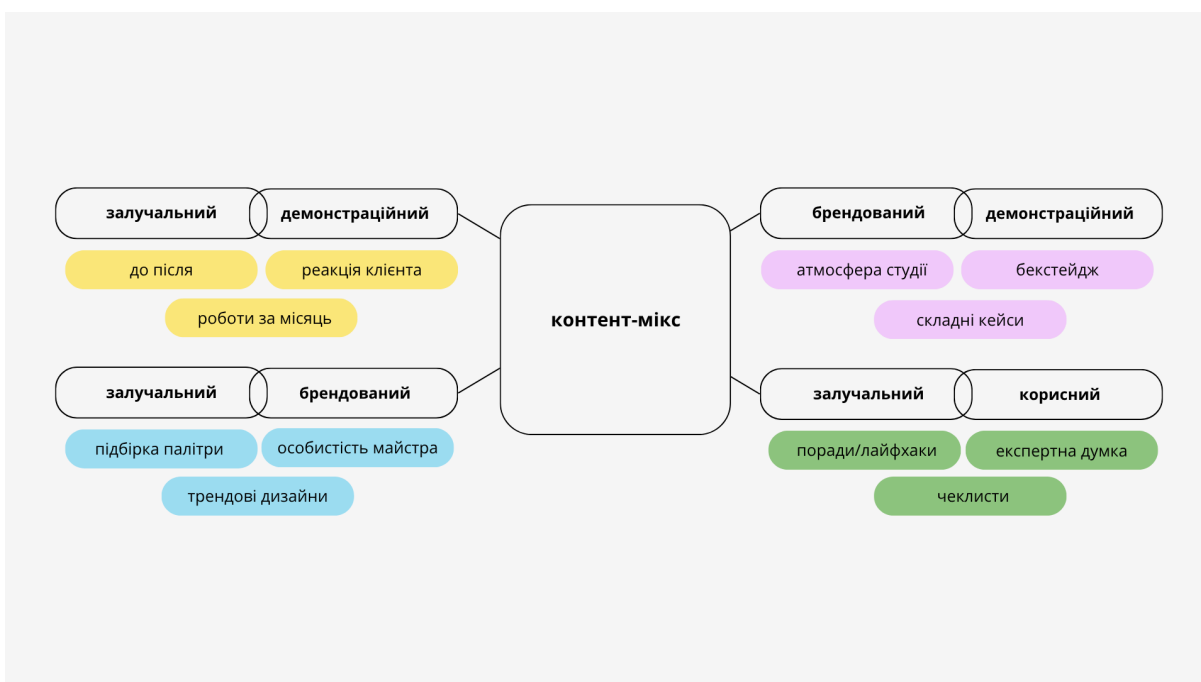 залучальний
демонстраційний
до після
реакція клієнта
роботи за місяць
залучальний
брендований
підбірка палітри
особистість майстра
трендові дизайни
контент-мікс
брендований
демонстраційний
атмосфера студії
бекстейдж
складні кейси
залучальний
корисний
поради/лайфхаки
експертна думка
чеклисти